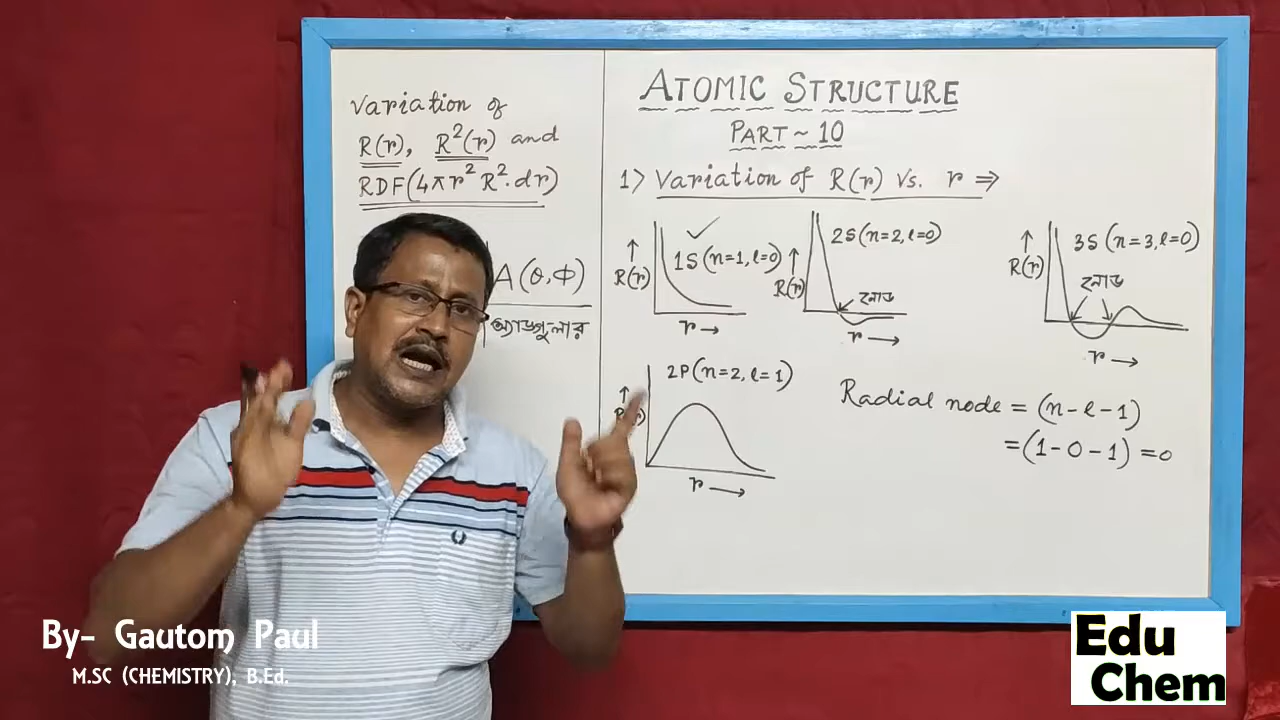 Variation of
R(r), R²(r) and
RDF(4πr²R².dr)
A(θ,Φ)
অ্যাঙ্গুলার
ATOMIC STRUCTURE
PART ~ 10
1) Variation of R(r) Vs. r ⇒
↑
R(r)
1S (n=1, l=0)
r →
↑
R(r)
2S (n=2, l=0)
নোড
r →
↑
R(r)
3S (n=3, l=0)
নোড
r →
↑
2P (n=2, l=1)
r →
Radial node = (n-l-1)
=(1-0-1) =0
By- Gautom Paul
M.SC (CHEMISTRY), B.Ed.
Edu
Chem